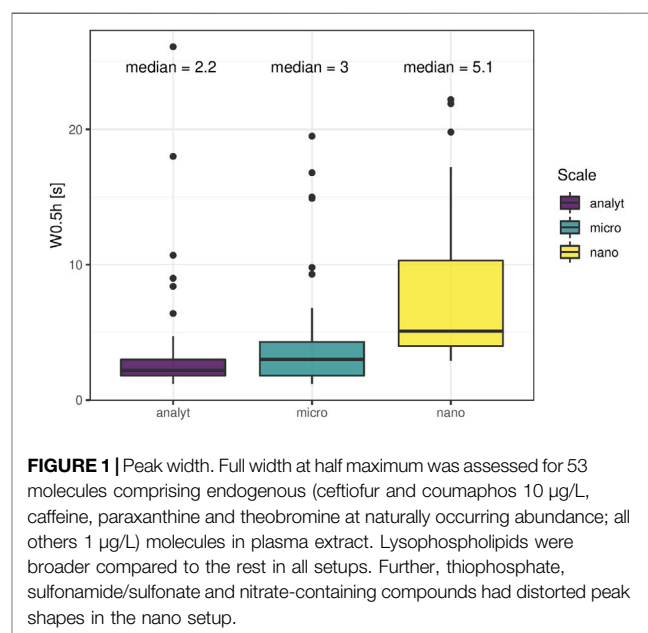 median = 2.2 median = 3 median = 5.1
20
10
0
W0.5h [s]
analyt micro nano
Scale
analyt
micro
nano
FIGURE 1 | Peak width. Full width at half maximum was assessed for 53
molecules comprising endogenous (ceftiofur and coumaphos 10 µg/L,
caffeine, paraxanthine and theobromine at naturally occurring abundance; all
others 1 µg/L) molecules in plasma extract. Lysophospholipids were
broader compared to the rest in all setups. Further, thiophosphate,
sulfonamide/sulfonate and nitrate-containing compounds had distorted peak
shapes in the nano setup.